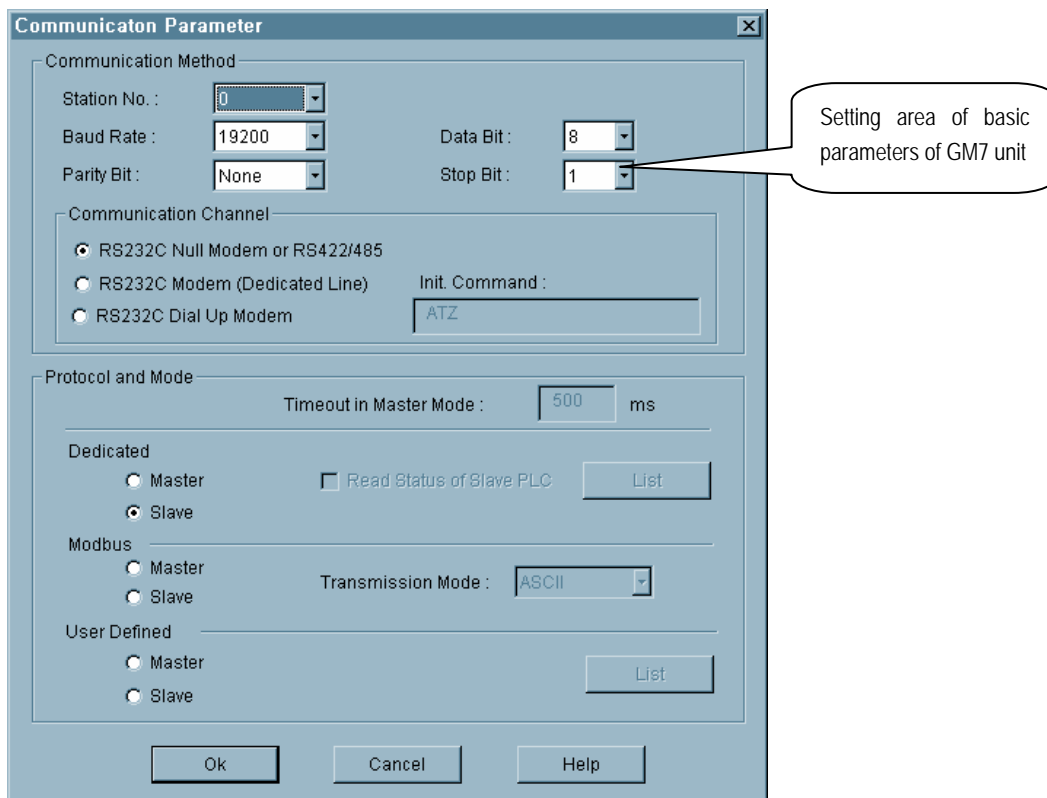 Communicaton Parameter
Communication Method
Station No. : 0
Baud Rate : 19200 Data Bit : 8
Parity Bit : None Stop Bit : 1
Setting area of basic
parameters of GM7 unit
Communication Channel
RS232C Null Modem or RS422/485
RS232C Modem (Dedicated Line) Init. Command :
RS232C Dial Up Modem ATZ
Protocol and Mode
Timeout in Master Mode : 500 ms
Dedicated
Master Read Status of Slave PLC List
Slave
Modbus
Master
Transmission Mode : ASCII
Slave
User Defined
Master
List
Slave
Ok Cancel Help